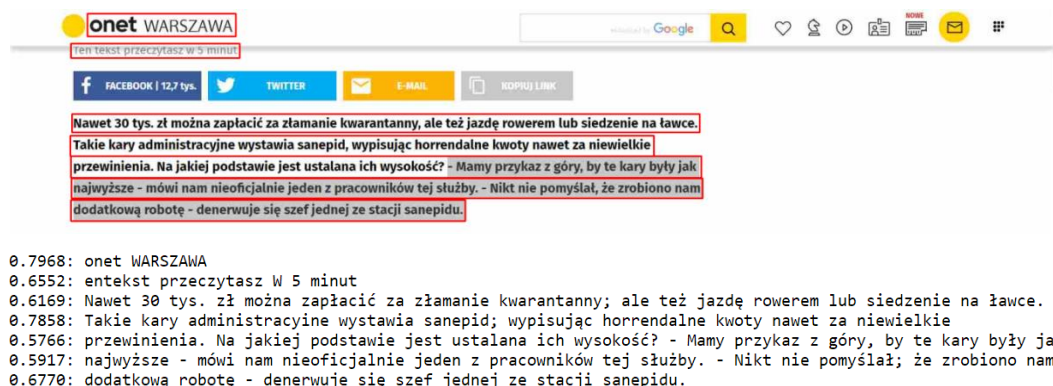 onet WARSZAWA
Google
NOWE
Ten tekst przeczytasz w 5 minut
FACEBOOK | 12,7 tys.
TWITTER
E-MAIL
KOPIUJ LINK
Nawet 30 tys. zł można zapłacić za złamanie kwarantanny, ale też jazdę rowerem lub siedzenie na ławce.
Takie kary administracyjne wystawia sanepid, wypisując horrendalne kwoty nawet za niewielkie
przewinienia. Na jakiej podstawie jest ustalana ich wysokość? - Mamy przykaz z góry, by te kary były jak
najwyższe - mówi nam nieoficjalnie jeden z pracowników tej służby. - Nikt nie pomyślał, że zrobiono nam
dodatkową robotę - denerwuje się szef jednej ze stacji sanepidu.
0.7968: onet WARSZAWA
0.6552: entekst przeczytasz W 5 minut
0.6169: Nawet 30 tys. zł można zapłacić za złamanie kwarantanny; ale też jazdę rowerem lub siedzenie na ławce.
0.7858: Takie kary administracyine wystawia sanepid; wypisując horrendalne kwoty nawet za niewielkie
0.5766: przewinienia. Na jakiej podstawie jest ustalana ich wysokość? - Mamy przykaz z góry, by te kary były ja
0.5917: najwyższe - mówi nam nieoficjalnie jeden z pracowników tej służby. - Nikt nie pomyślał; że zrobiono nam
0.6770: dodatkowa robotę - denerwuje się szef jednej ze stacji sanepidu.